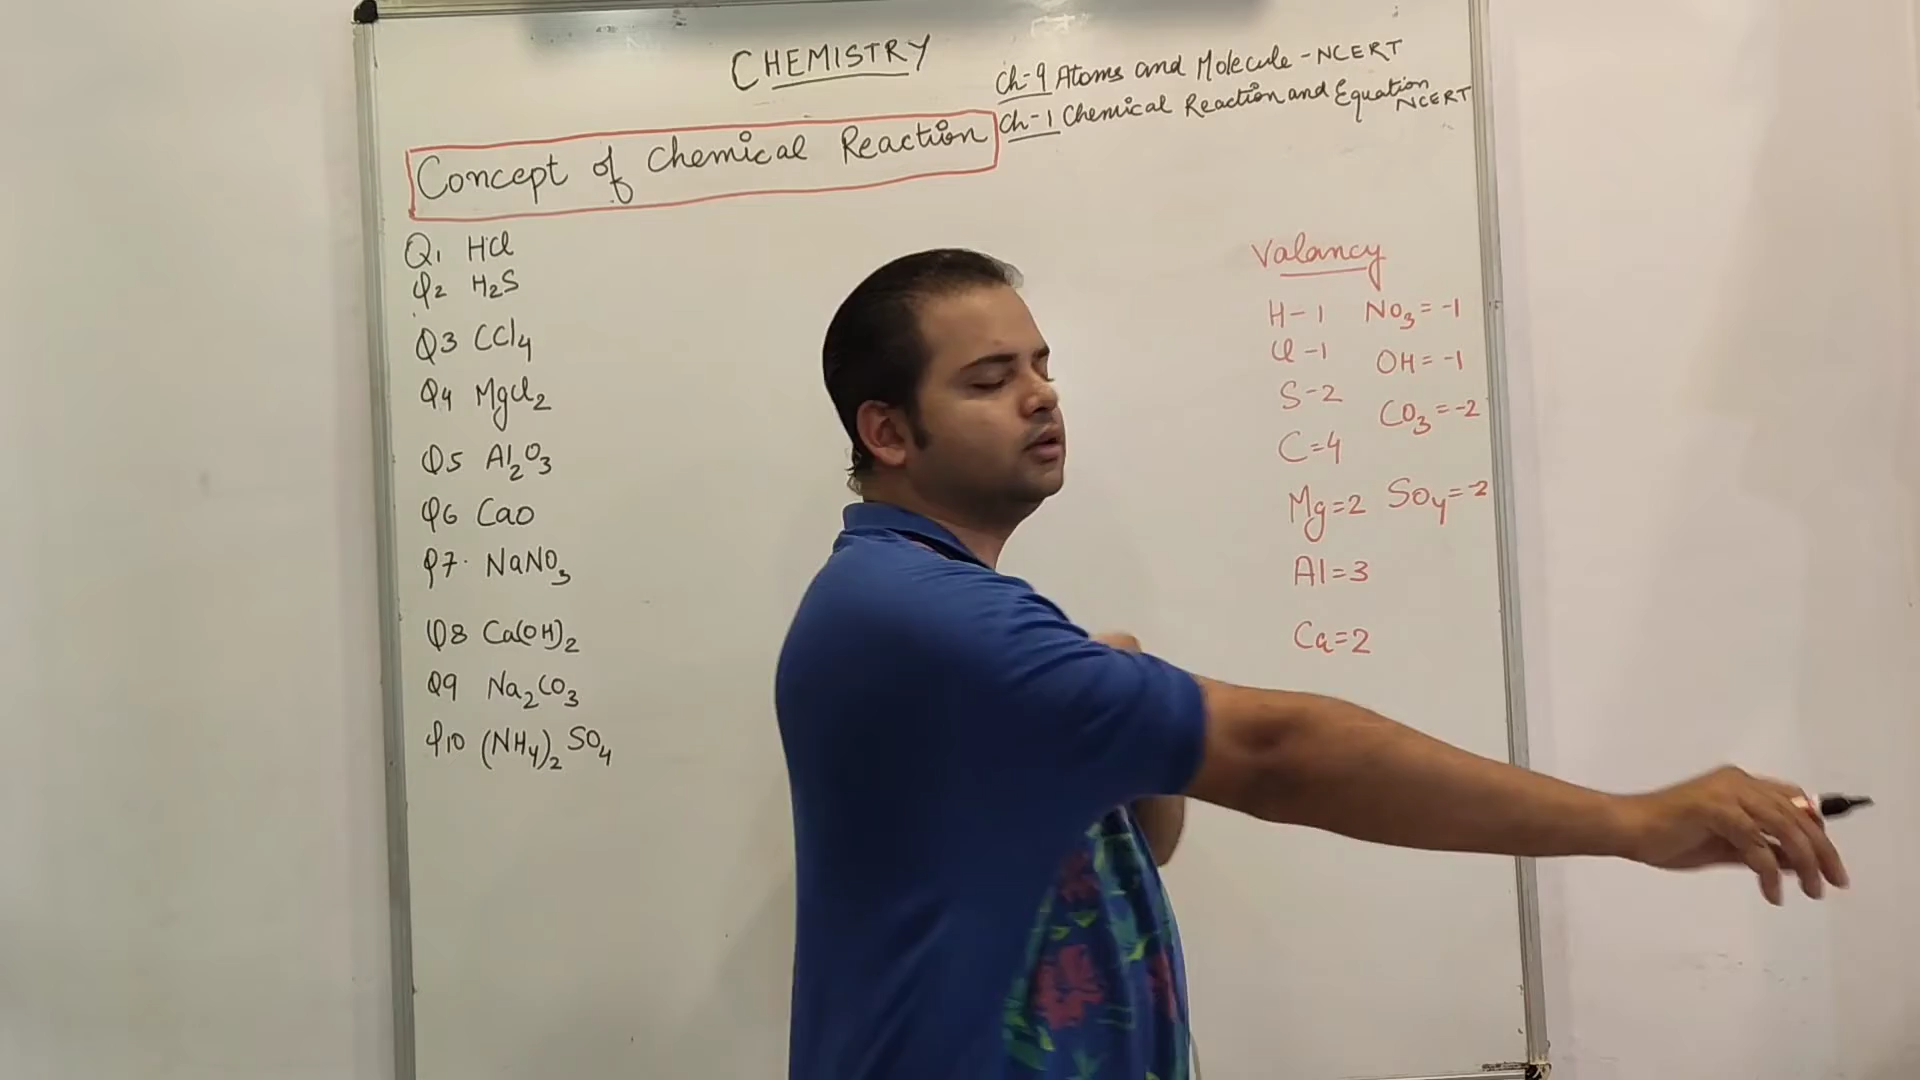 CHEMISTRY
Ch-9 Atoms and Molecule - NCERT
Ch-1 Chemical Reaction and Equation
NCERT
Concept of Chemical Reaction
Q1 HCl
Q2 H2S
Q3 CCl4
Q4 MgCl2
Q5 Al2O3
Q6 CaO
Q7. NaNO3
Q8 Ca(OH)2
Q9 Na2CO3
Q10 (NH4)2 SO4
Valancy
H-1 NO3=-1
Cl-1 OH=-1
S-2 CO3=-2
C=4
Mg=2 SO4=-2
Al=3
Ca=2